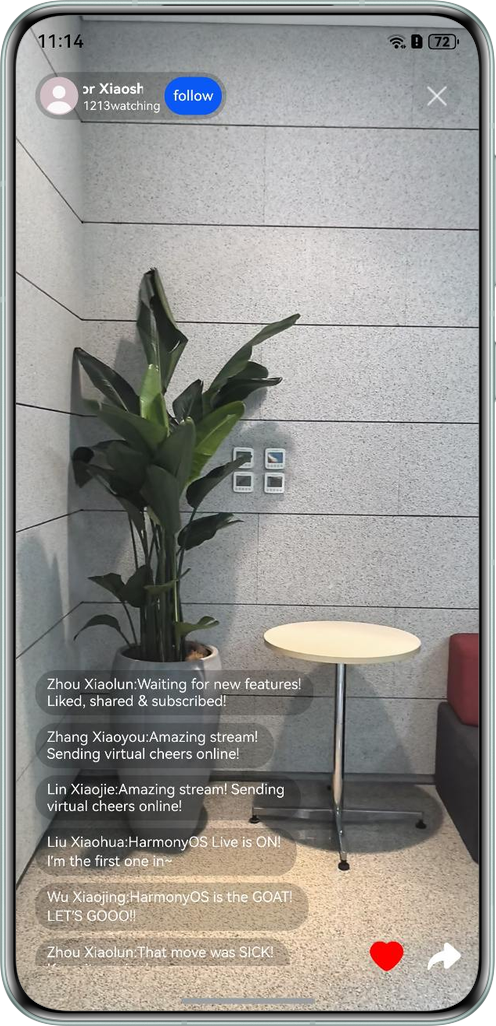 11:14
72
or Xiaosh
1213watching
follow
Zhou Xiaolun:Waiting for new features!
Liked, shared & subscribed!
Zhang Xiaoyou:Amazing stream!
Sending virtual cheers online!
Lin Xiaojie:Amazing stream! Sending
virtual cheers online!
Liu Xiaohua:HarmonyOS Live is ON!
I'm the first one in~
Wu Xiaojing:HarmonyOS is the GOAT!
LET'S GOOO!!
Zhou Xiaolun:That move was SICK!